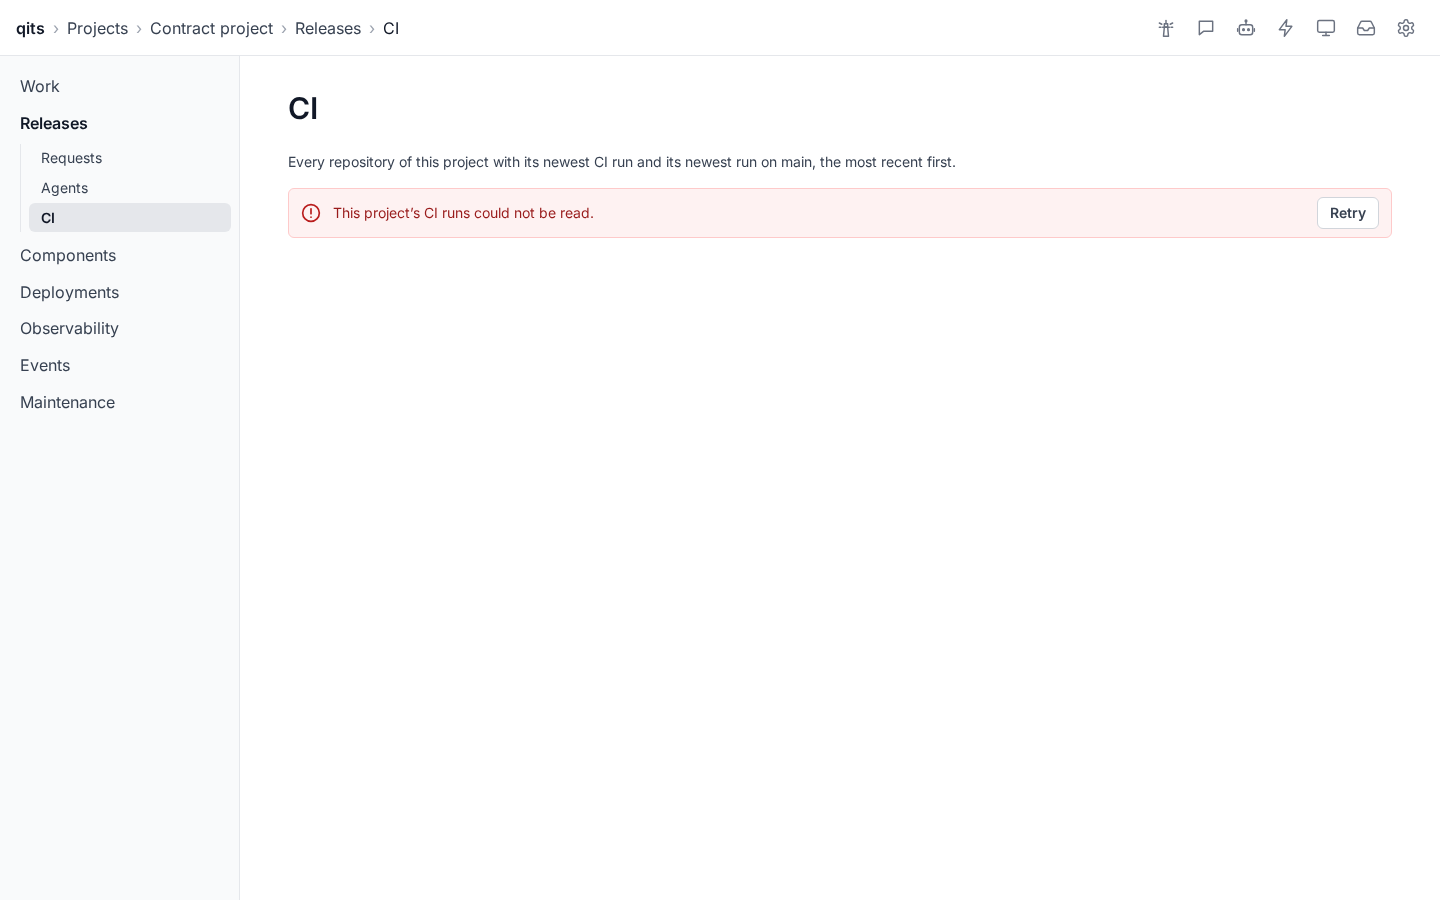 qits › Projects › Contract project › Releases › CI
Work
Releases
Requests
Agents
CI
Components
Deployments
Observability
Events
Maintenance
CI
Every repository of this project with its newest CI run and its newest run on main, the most recent first.
This project’s CI runs could not be read.
Retry